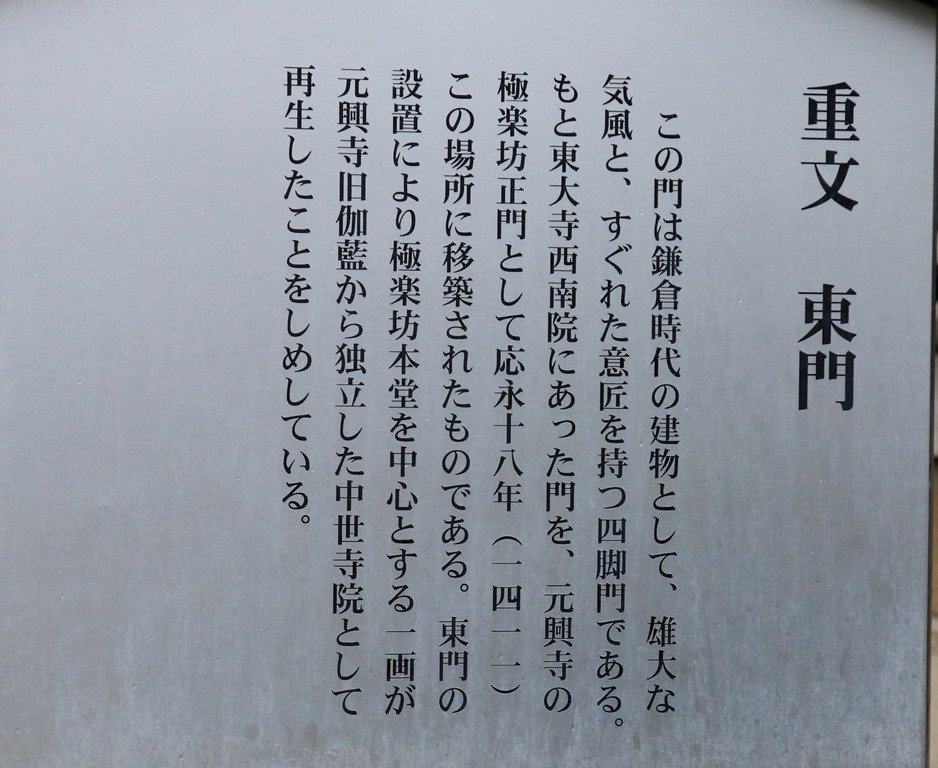 重文　東門
この門は鎌倉時代の建物として、雄大な
気風と、すぐれた意匠を持つ四脚門である。
もと東大寺西南院にあった門を、元興寺の
極楽坊正門として応永十八年（一四一一）
この場所に移築されたものである。東門の
設置により極楽坊本堂を中心とする一画が
元興寺旧伽藍から独立した中世寺院として
再生したことをしめしている。